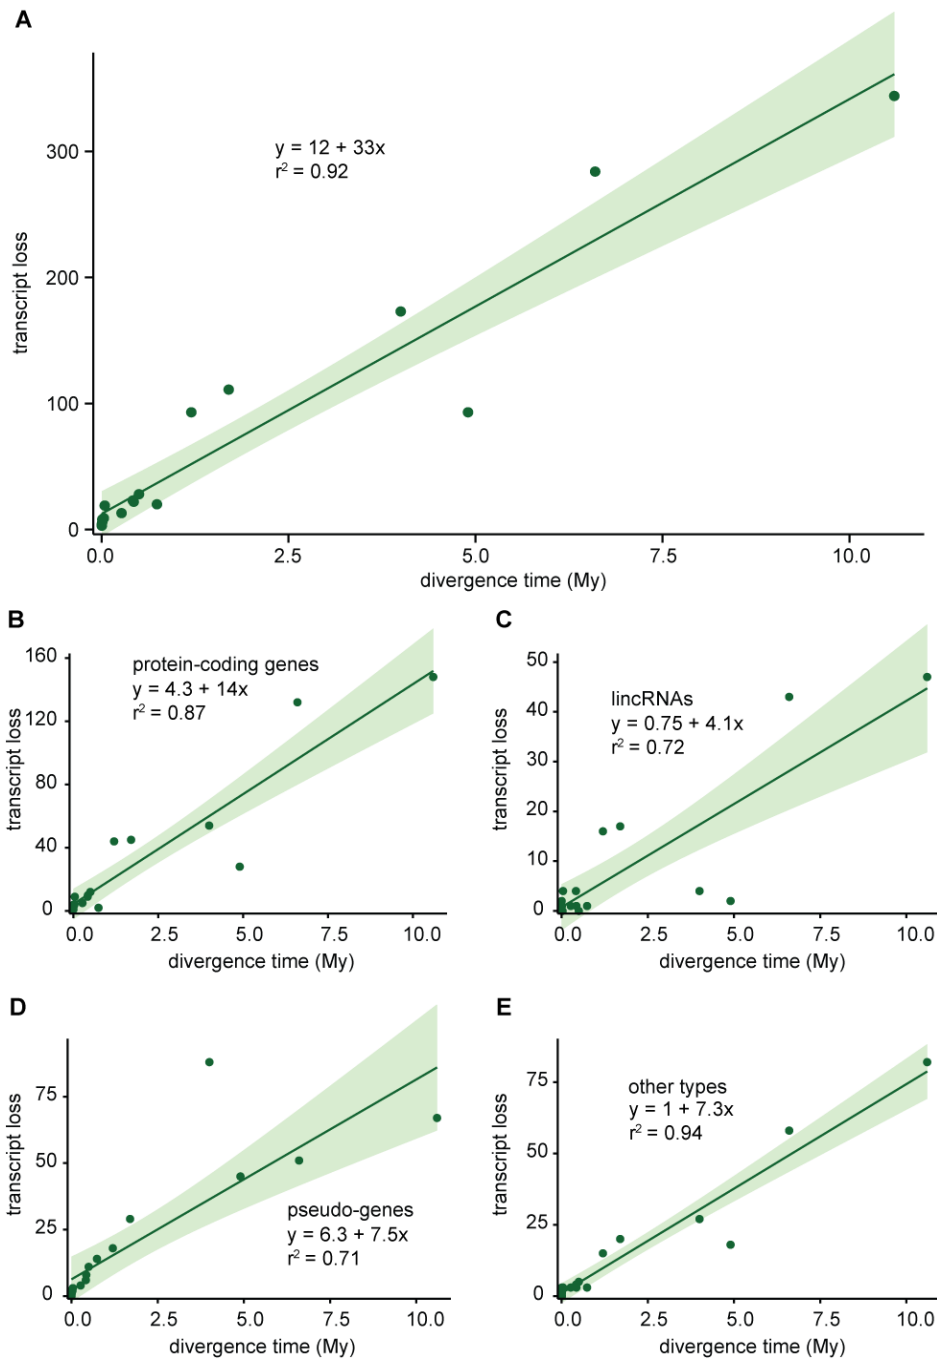 A
y = 12 + 33x
r² = 0.92
300
200
100
0
transcript loss
0.0 2.5 5.0 7.5 10.0
divergence time (My)
B
protein-coding genes
y = 4.3 + 14x
r² = 0.87
160
120
80
40
0
transcript loss
0.0 2.5 5.0 7.5 10.0
divergence time (My)
C
lincRNAs
y = 0.75 + 4.1x
r² = 0.72
50
40
30
20
10
0
transcript loss
0.0 2.5 5.0 7.5 10.0
divergence time (My)
D
pseudo-genes
y = 6.3 + 7.5x
r² = 0.71
75
50
25
0
transcript loss
0.0 2.5 5.0 7.5 10.0
divergence time (My)
E
other types
y = 1 + 7.3x
r² = 0.94
75
50
25
0
transcript loss
0.0 2.5 5.0 7.5 10.0
divergence time (My)